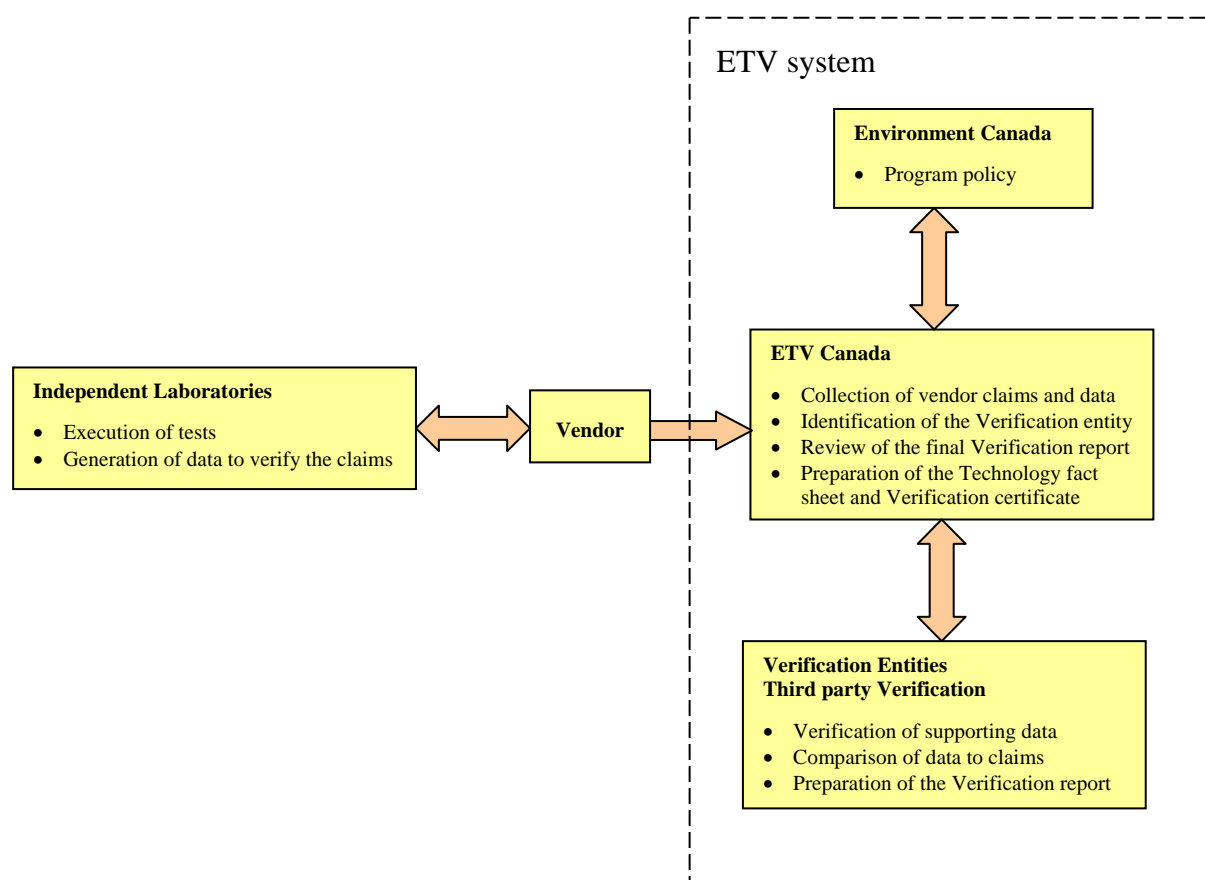 ETV system
Environment Canada
• Program policy
ETV Canada
• Collection of vendor claims and data
• Identification of the Verification entity
• Review of the final Verification report
• Preparation of the Technology fact
sheet and Verification certificate
Independent Laboratories
• Execution of tests
• Generation of data to verify the claims
Vendor
Verification Entities
Third party Verification
• Verification of supporting data
• Comparison of data to claims
• Preparation of the Verification report